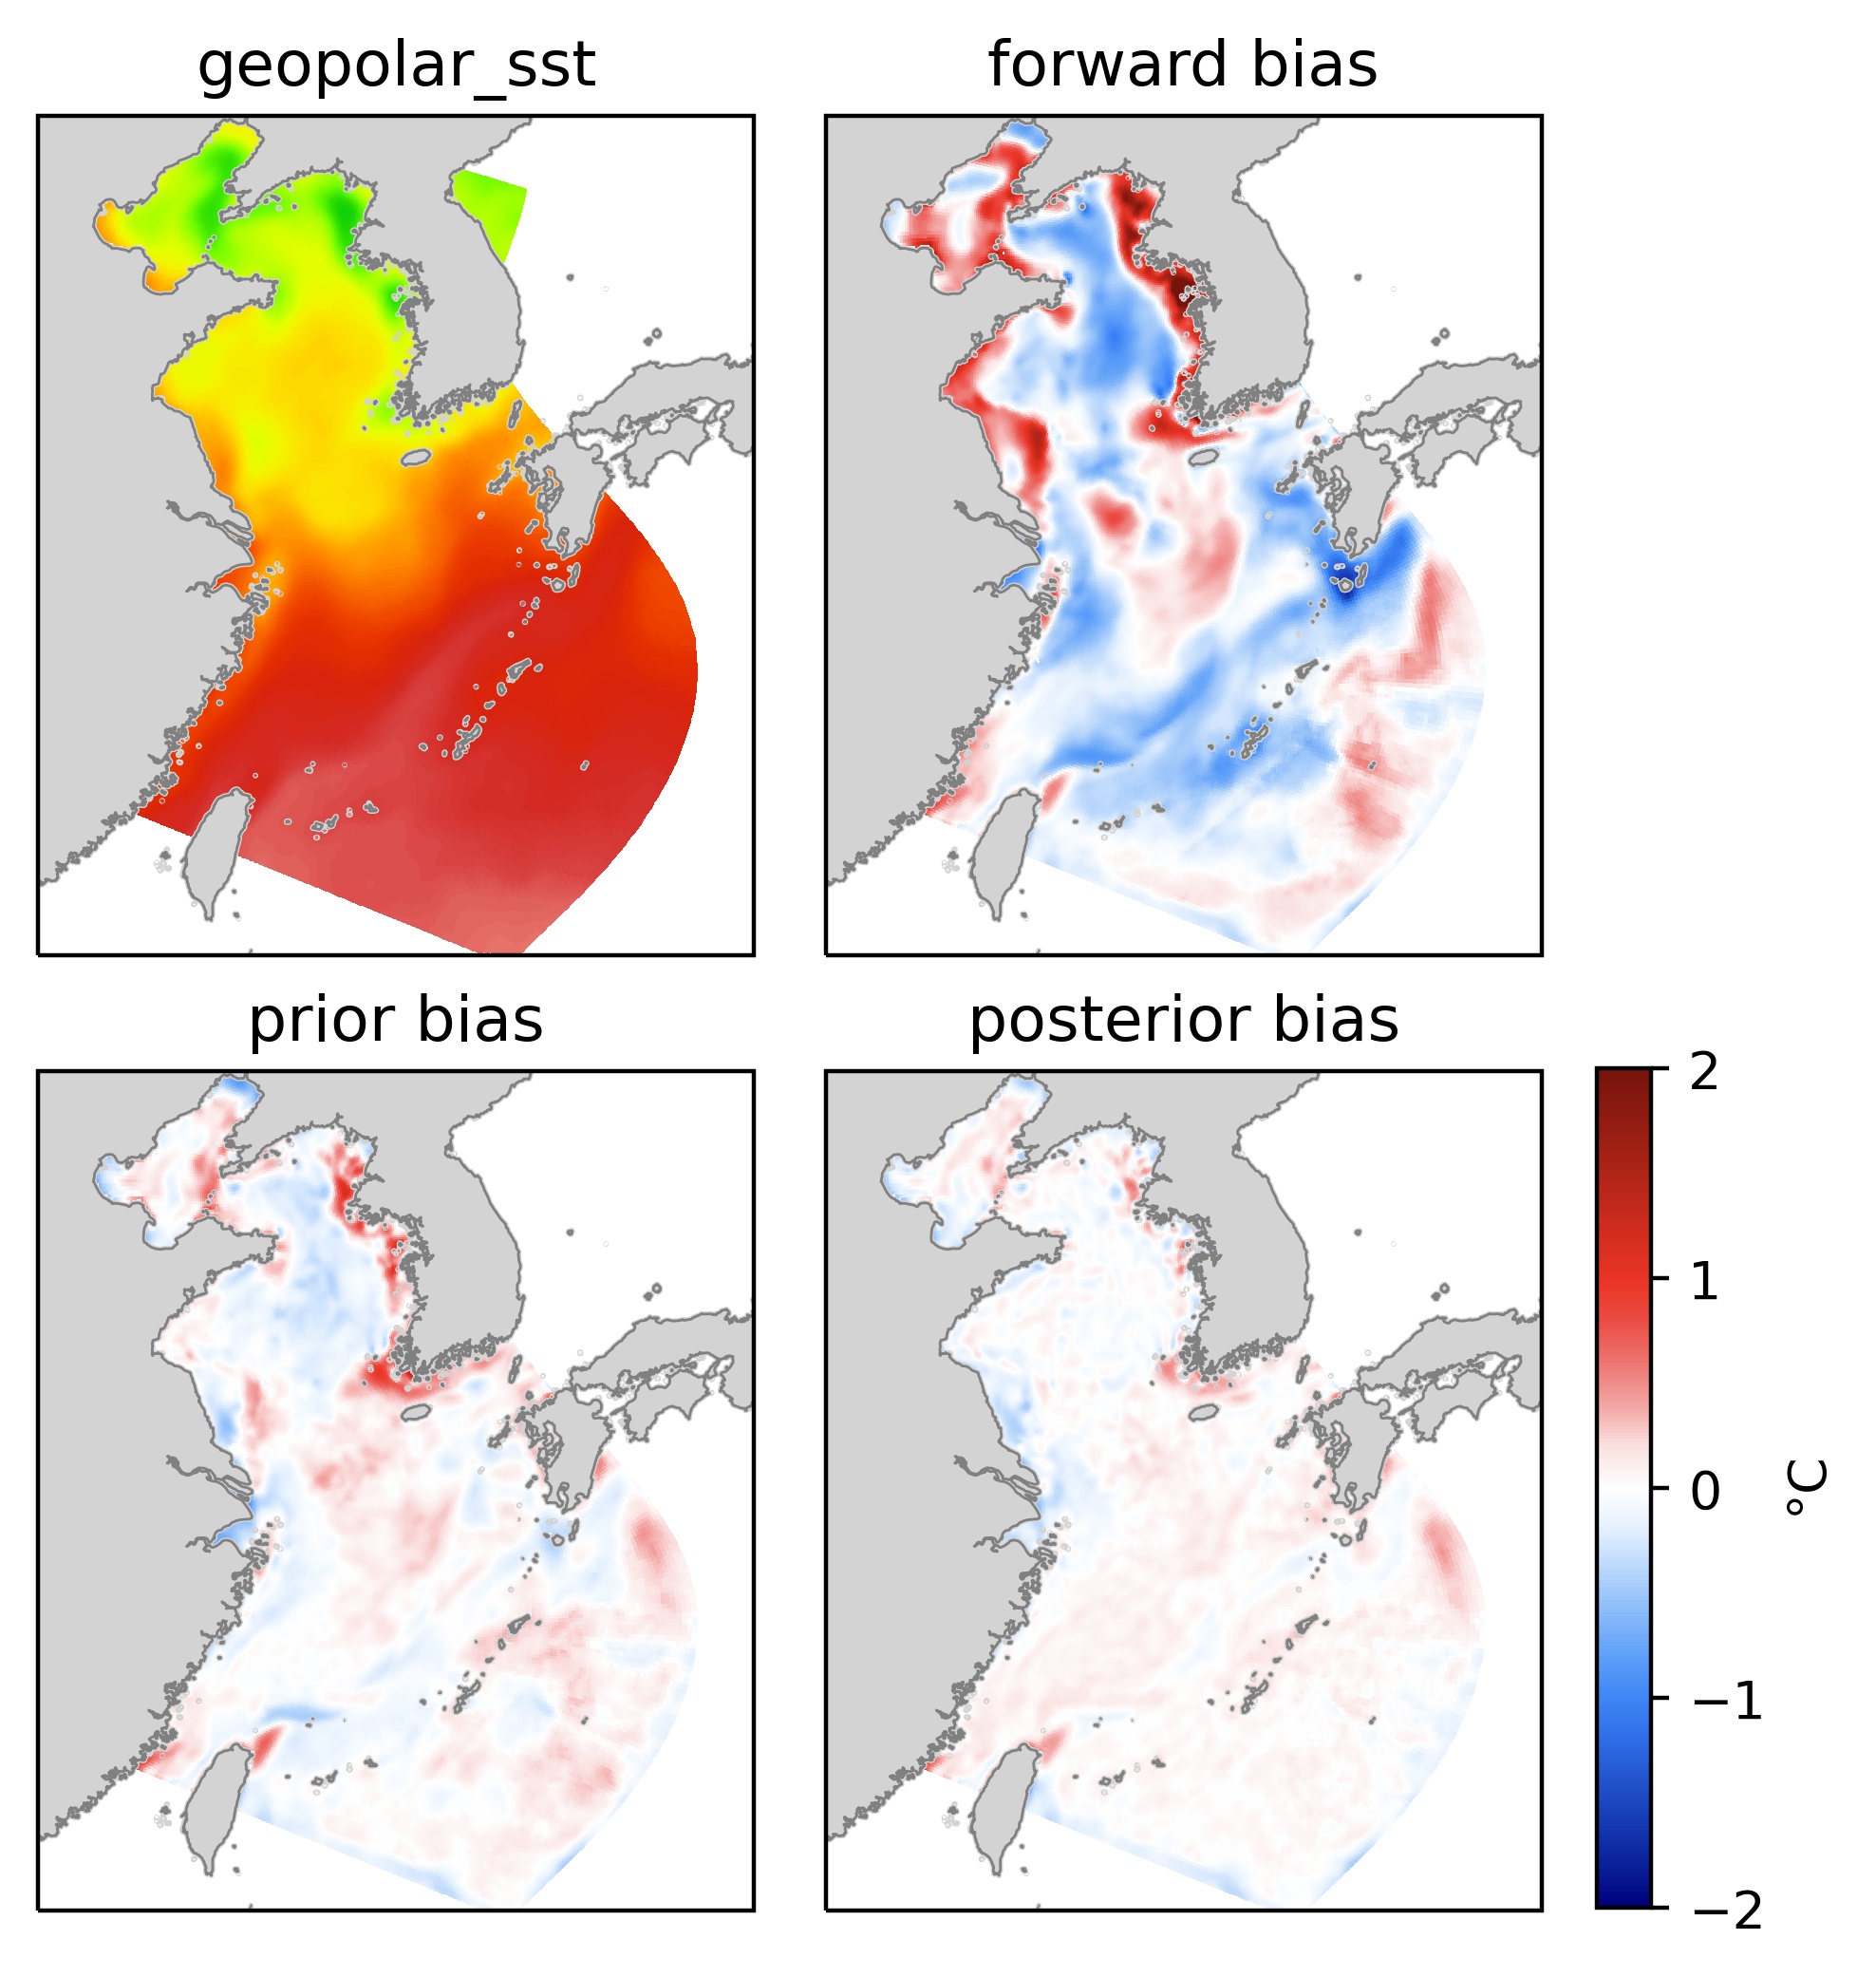 geopolar_sst
forward bias
prior bias
posterior bias
2
1
0
−1
−2
°C